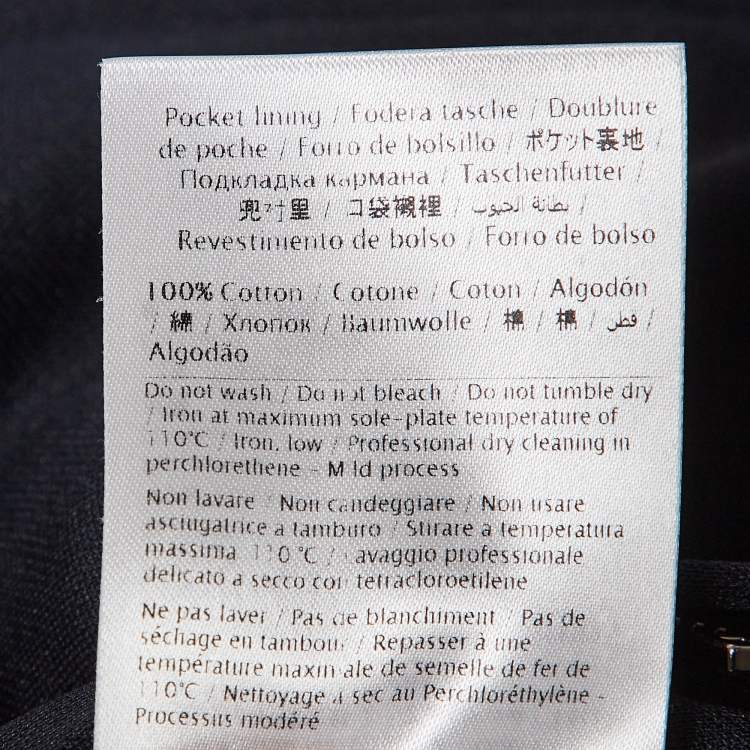 Pocket lining / Fodera tasche / Doublure
de poche / Forro de bolsillo / ポケット裏地 /
Подкладка кармана / Taschenfutter /
兜衬里 / 口袋襯裡 / بطانة الجيوب /
Revestimento de bolso / Forro de bolso
100% Cotton / Cotone / Coton / Algodón
/ 綿 / Хлопок / Baumwolle / 棉 / 棉 / قطن /
Algodão
Do not wash / Do not bleach / Do not tumble dry
/ Iron at maximum sole-plate temperature of
110°C / Iron, low / Professional dry cleaning in
perchlorethene - Mild process
Non lavare / Non candeggiare / Non usare
asciugatrice a tamburo / Stirare a temperatura
massima 110 °C / Lavaggio professionale
delicato a secco con tetracloroetilene
Ne pas laver / Pas de blanchiment / Pas de
séchage en tambour / Repasser à une
température maximale de semelle de fer de
110°C / Nettoyage à sec au Perchloréthylène -
Processus modéré